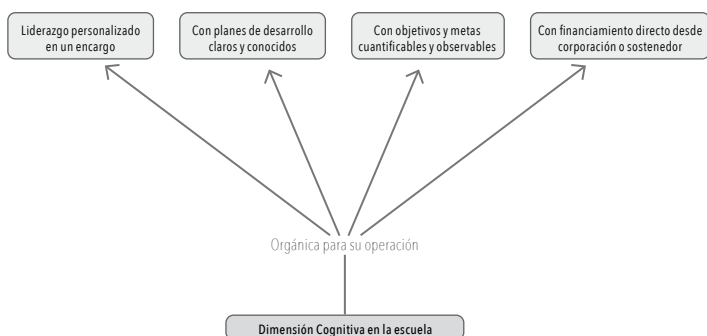 Liderazgo personalizado
en un encargo
Con planes de desarrollo
claros y conocidos
Con objetivos y metas
cuantificables y observables
Con financiamiento directo desde
corporación o sostenedor
Orgánica para su operación
Dimensión Cognitiva en la escuela